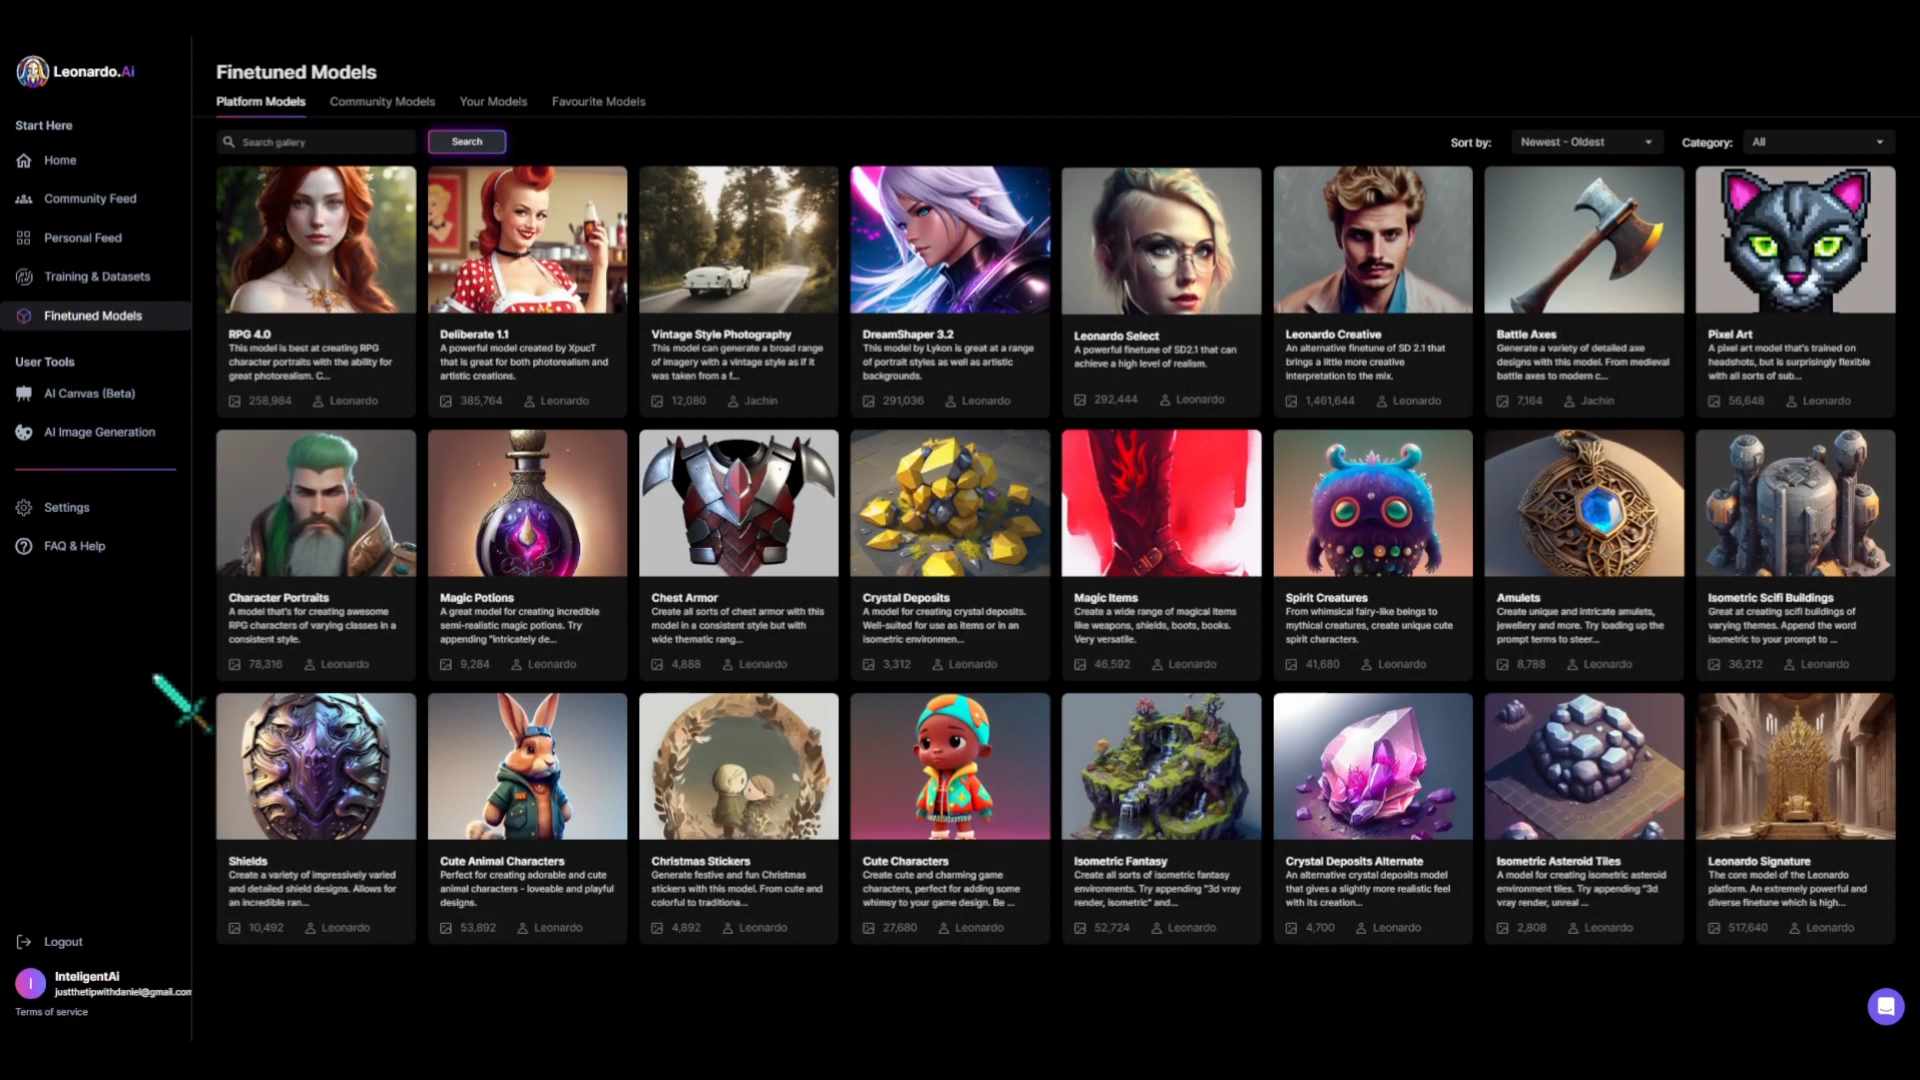 Leonardo.Ai
Start Here
Home
Community Feed
Personal Feed
Training & Datasets
Finetuned Models
User Tools
AI Canvas (Beta)
AI Image Generation
Settings
FAQ & Help
Logout
I
InteligentAi
justthetipwithdaniel@gmail.com
Terms of service
Finetuned Models
Platform Models Community Models Your Models Favourite Models
Search gallery Search Sort by: Newest - Oldest Category: All
RPG 4.0
This model is best at creating RPG
character portraits with the ability for
great photorealism. C...
258,984 Leonardo
Deliberate 1.1
A powerful model created by XpucT
that is great for both photorealism and
artistic creations.
385,764 Leonardo
Vintage Style Photography
This model can generate a broad range
of imagery with a vintage style as if it
was taken from a f...
12,080 Jachin
DreamShaper 3.2
This model by Lykon is great at a range
of portrait styles as well as artistic
backgrounds.
291,036 Leonardo
Leonardo Select
A powerful finetune of SD2.1 that can
achieve a high level of realism.
292,444 Leonardo
Leonardo Creative
An alternative finetune of SD 2.1 that
brings a little more creative
interpretation to the mix.
1,461,644 Leonardo
Battle Axes
Generate a variety of detailed axe
designs with this model. From medieval
battle axes to modern c...
7,164 Jachin
Pixel Art
A pixel art model that's trained on
headshots, but is surprisingly flexible
with all sorts of sub...
56,648 Leonardo
Character Portraits
A model that's for creating awesome
RPG characters of varying classes in a
consistent style.
78,316 Leonardo
Magic Potions
A great model for creating incredible
semi-realistic magic potions. Try
appending "intricately de...
9,284 Leonardo
Chest Armor
Create all sorts of chest armor with this
model in a consistent style but with
wide thematic rang...
4,888 Leonardo
Crystal Deposits
A model for creating crystal deposits.
Well-suited for use as items or in an
isometric environmen...
3,312 Leonardo
Magic Items
Create a wide range of magical items
like weapons, shields, boots, books.
Very versatile.
46,592 Leonardo
Spirit Creatures
From whimsical fairy-like beings to
mythical creatures, create unique cute
spirit characters.
41,680 Leonardo
Amulets
Create unique and intricate amulets,
jewellery and more. Try loading up the
prompt terms to steer...
8,788 Leonardo
Isometric Scifi Buildings
Great at creating scifi buildings of
varying themes. Append the word
isometric to your prompt to ...
36,212 Leonardo
Shields
Create a variety of impressively varied
and detailed shield designs. Allows for
an incredible ran...
10,492 Leonardo
Cute Animal Characters
Perfect for creating adorable and cute
animal characters - loveable and playful
designs.
53,892 Leonardo
Christmas Stickers
Generate festive and fun Christmas
stickers with this model. From cute and
colorful to traditiona...
4,892 Leonardo
Cute Characters
Create cute and charming game
characters, perfect for adding some
whimsy to your game design. Be ...
27,680 Leonardo
Isometric Fantasy
Create all sorts of isometric fantasy
environments. Try appending "3d vray
render, isometric" and...
52,724 Leonardo
Crystal Deposits Alternate
An alternative crystal deposits model
that gives a slightly more realistic feel
with its creation...
4,700 Leonardo
Isometric Asteroid Tiles
A model for creating isometric asteroid
environment tiles. Try appending "3d
vray render, unreal ...
2,808 Leonardo
Leonardo Signature
The core model of the Leonardo
platform. An extremely powerful and
diverse finetune which is high...
517,640 Leonardo